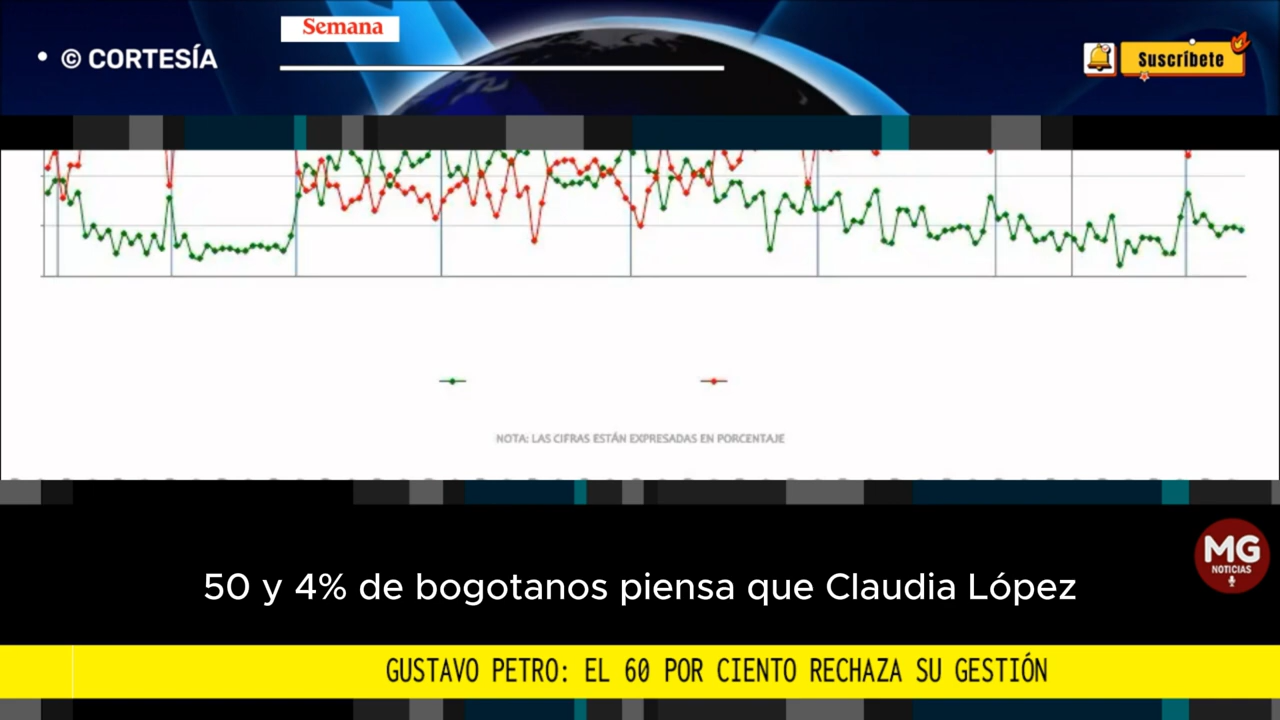 Semana
• © CORTESÍA
Suscríbete
NOTA: LAS CIFRAS ESTÁN EXPRESADAS EN PORCENTAJE
MG
NOTICIAS
50 y 4% de bogotanos piensa que Claudia López
GUSTAVO PETRO: EL 60 POR CIENTO RECHAZA SU GESTIÓN